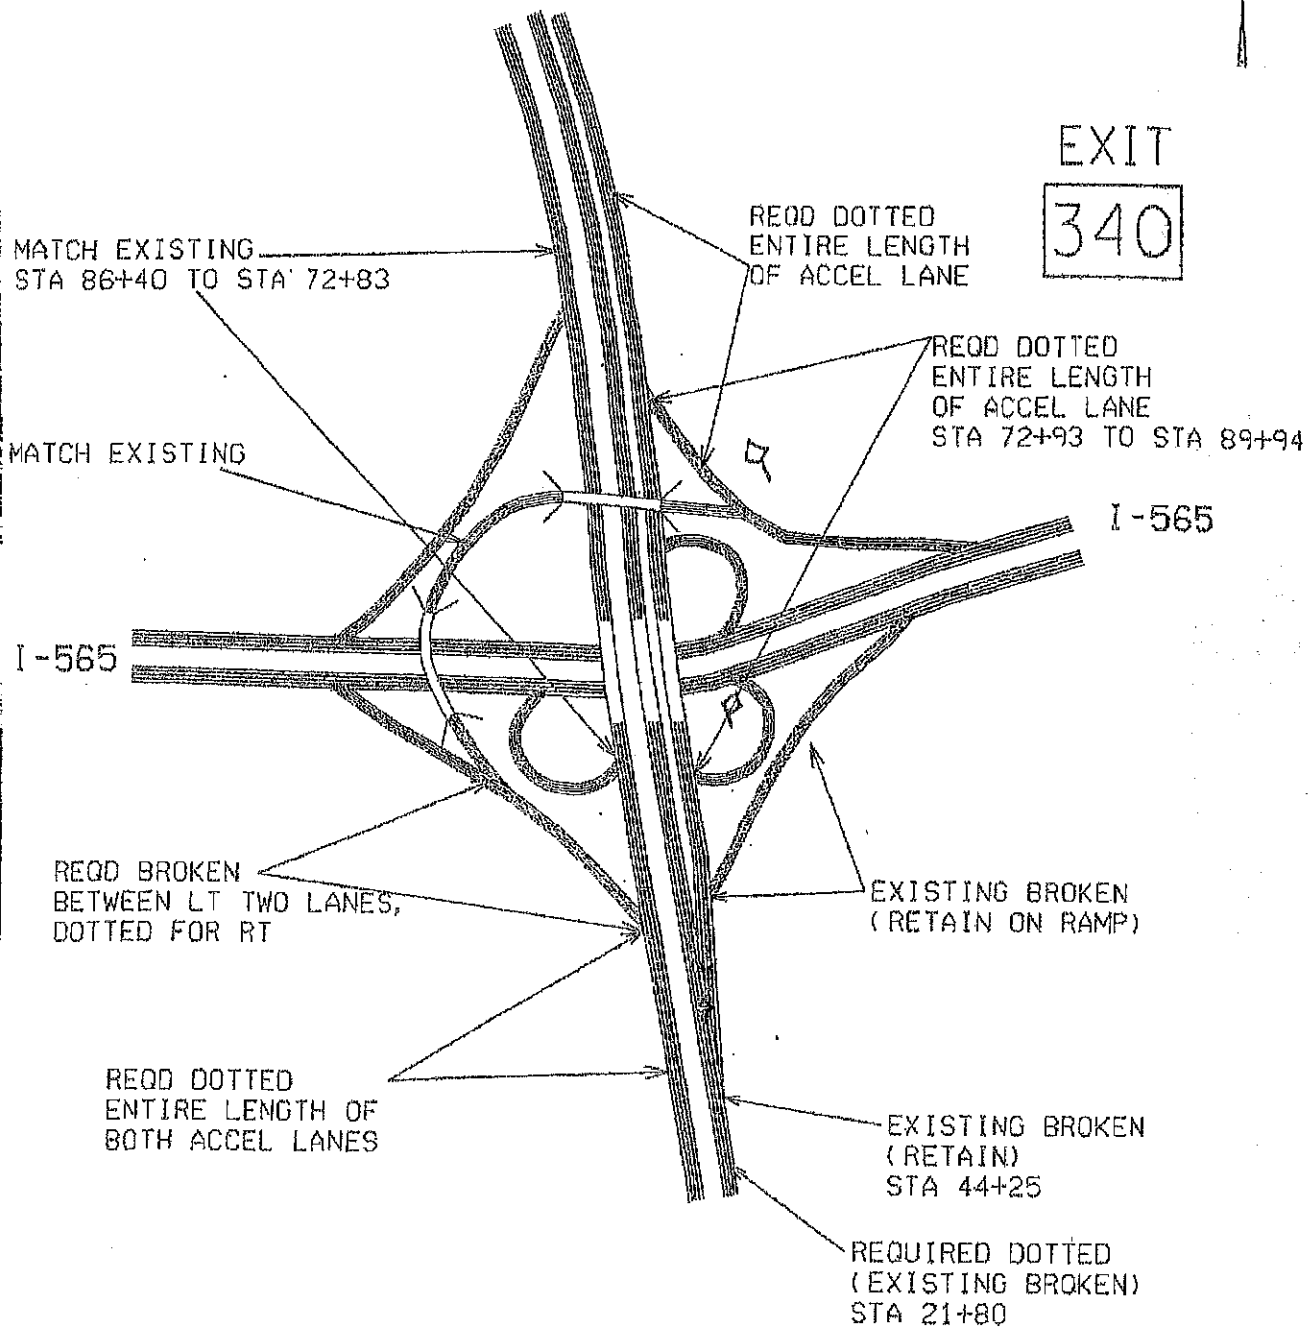 EXIT
340
REQD DOTTED
ENTIRE LENGTH
OF ACCEL LANE
MATCH EXISTING
STA 86+40 TO STA 72+83
REQD DOTTED
ENTIRE LENGTH
OF ACCEL LANE
STA 72+93 TO STA 89+94
MATCH EXISTING
I-565
I-565
REQD BROKEN
BETWEEN LT TWO LANES,
DOTTED FOR RT
EXISTING BROKEN
(RETAIN ON RAMP)
REQD DOTTED
ENTIRE LENGTH OF
BOTH ACCEL LANES
EXISTING BROKEN
(RETAIN)
STA 44+25
REQUIRED DOTTED
(EXISTING BROKEN)
STA 21+80